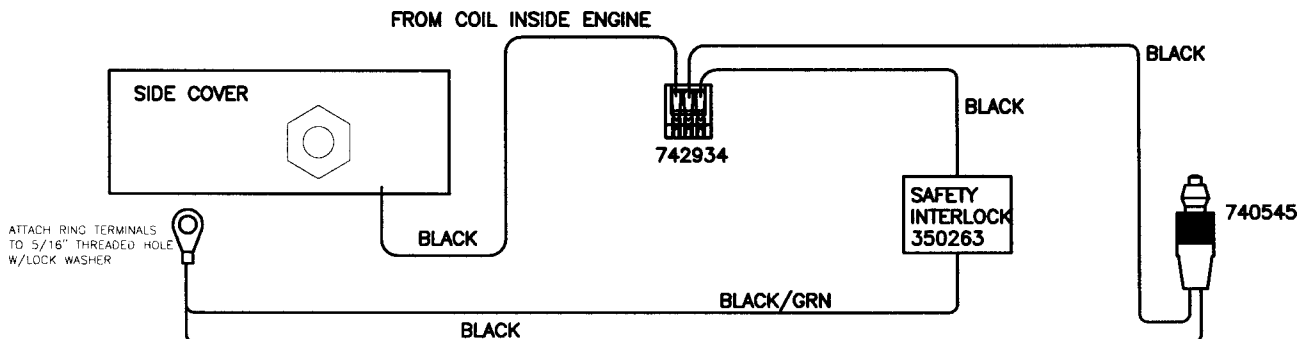 FROM COIL INSIDE ENGINE
BLACK
SIDE COVER
BLACK
742934
SAFETY
INTERLOCK
350263
740545
ATTACH RING TERMINALS
TO 5/16" THREADED HOLE
W/LOCK WASHER
BLACK
BLACK/GRN
BLACK